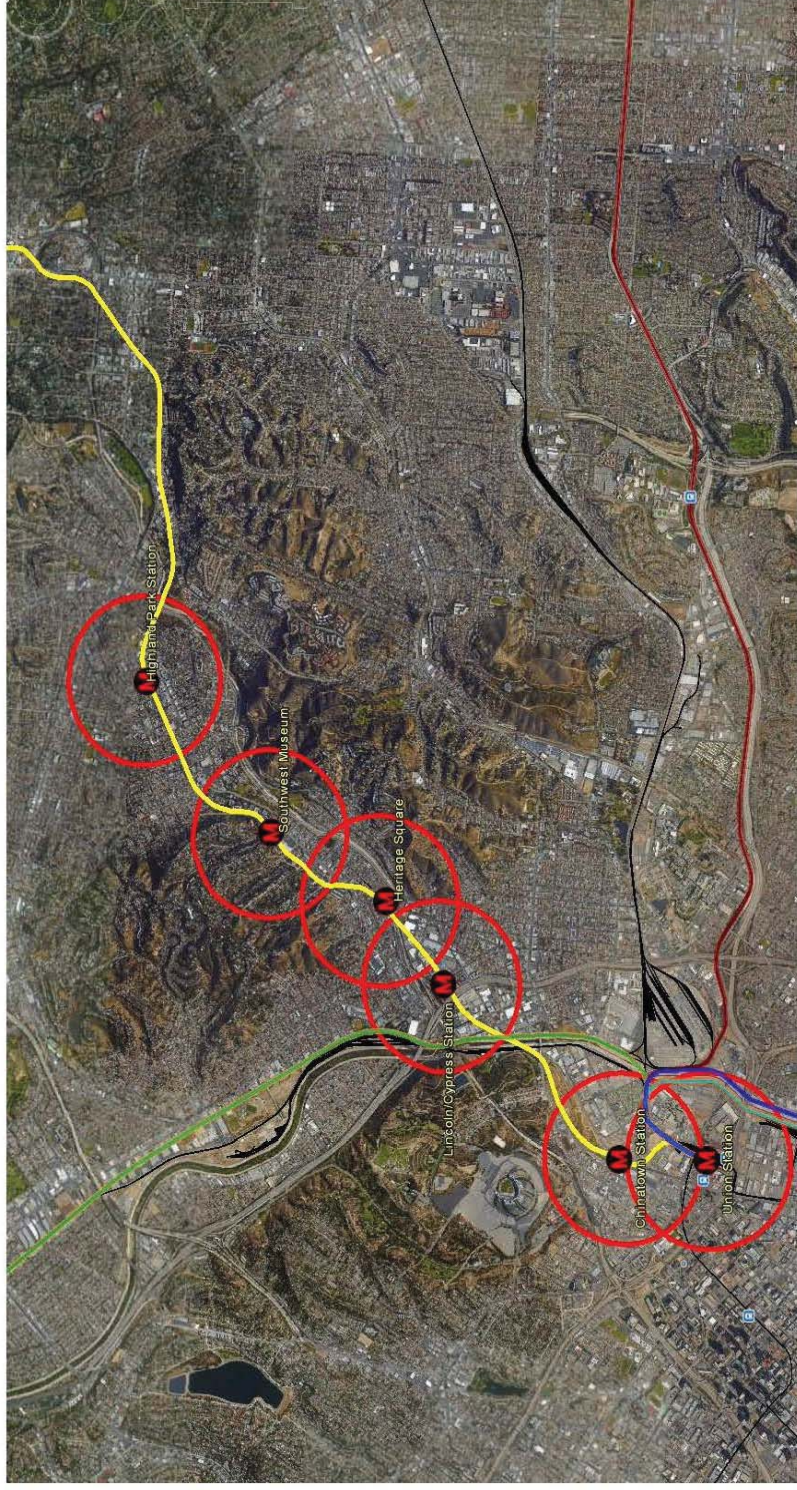 Highland Park Station
Southwest Museum
Heritage Square
Lincoln/Cypress Station
Chinatown Station
Union Station
M
M
M
M
M
M